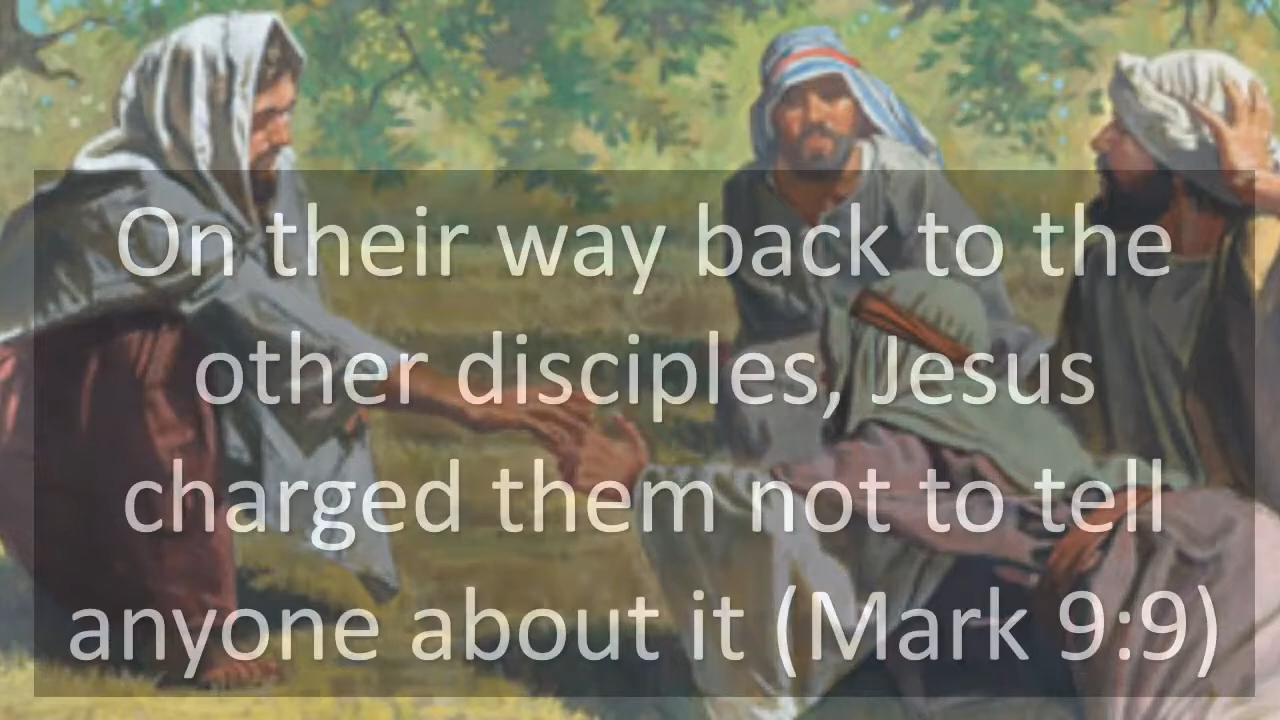 On their way back to the
other disciples, Jesus
charged them not to tell
anyone about it (Mark 9:9)